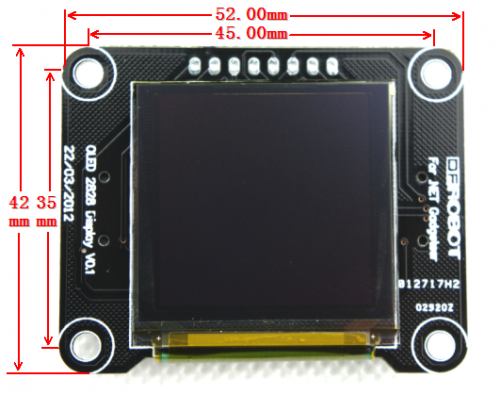 52.00mm
45.00mm
42
mm
35
mm
22/03/2012
OLED 2828 Display V0.1
DFROBOT
For .NET Gadgeteer
012717H2
02920Z